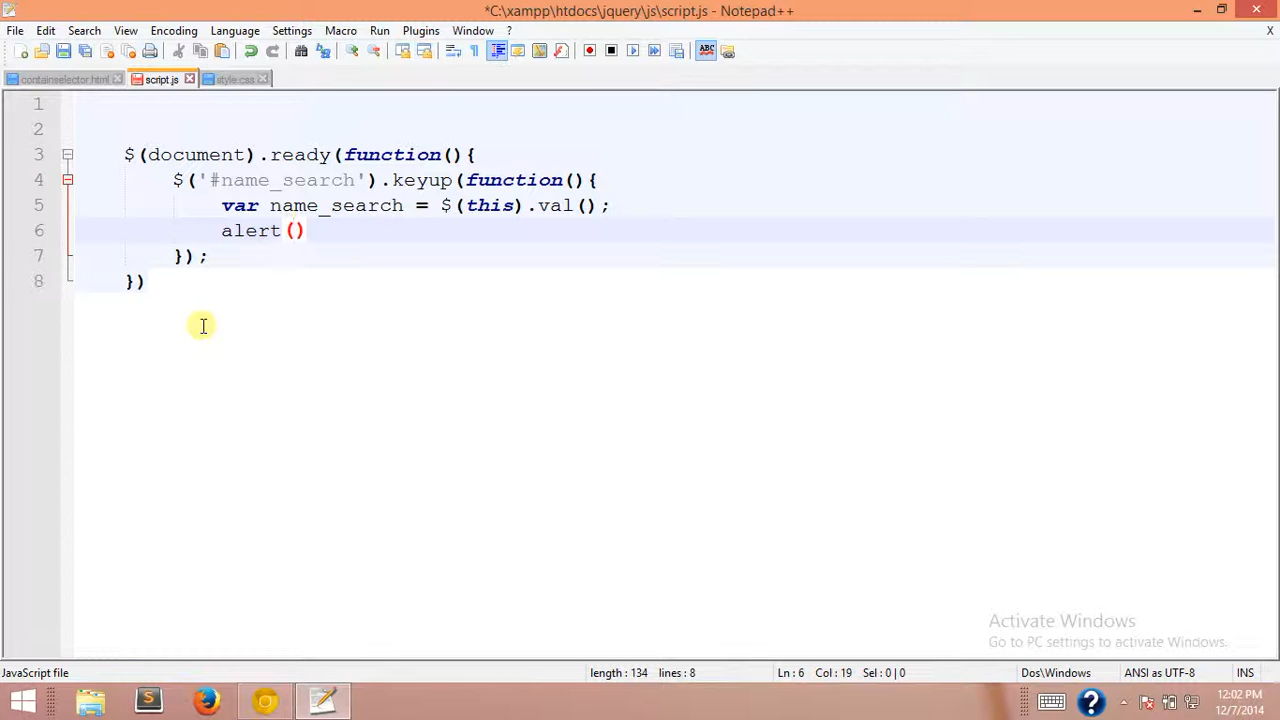 *C:\xampp\htdocs\jquery\js\script.js - Notepad++
File Edit Search View Encoding Language Settings Macro Run Plugins Window ? X
ABC
containselector.html script.js style.css
1
2
3 $(document).ready(function(){
4 $('#name_search').keyup(function(){
5 var name_search = $(this).val();
6 alert()
7 });
8 })
Activate Windows
Go to PC settings to activate Windows.
JavaScript file length : 134 lines : 8 Ln : 6 Col : 19 Sel : 0 | 0 Dos\Windows ANSI as UTF-8 INS
S ? 12:02 PM
12/7/2014